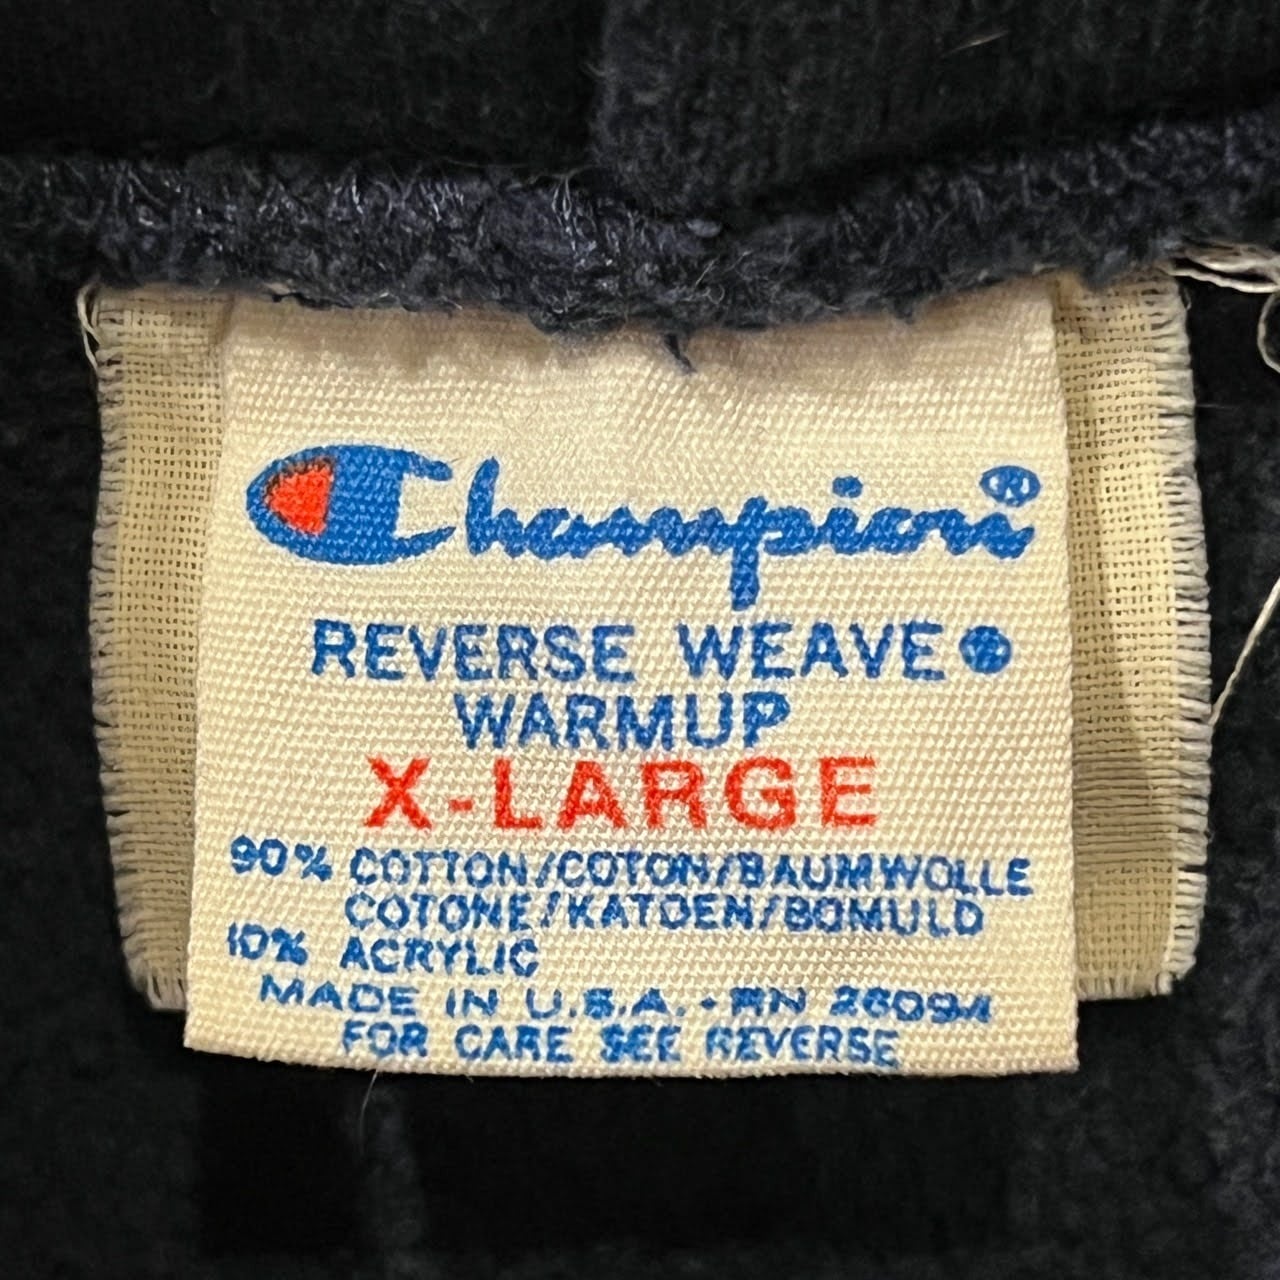 Champion®
REVERSE WEAVE®
WARMUP
X-LARGE
90% COTTON/COTON/BAUMWOLLE
COTONE/KATOEN/BOMULD
10% ACRYLIC
MADE IN U.S.A. - RN 26094
FOR CARE SEE REVERSE